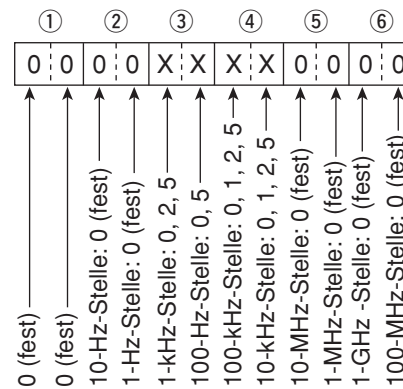 ① ② ③ ④ ⑤ ⑥
0 0 0 0 X X X X 0 0 0 0
0 (fest)
0 (fest)
10-Hz-Stelle: 0 (fest)
1-Hz-Stelle: 0 (fest)
1-kHz-Stelle: 0, 2, 5
100-Hz-Stelle: 0, 5
100-kHz-Stelle: 0, 1, 2, 5
10-kHz-Stelle: 0, 1, 2, 5
10-MHz-Stelle: 0 (fest)
1-MHz-Stelle: 0 (fest)
1-GHz -Stelle: 0 (fest)
100-MHz-Stelle: 0 (fest)